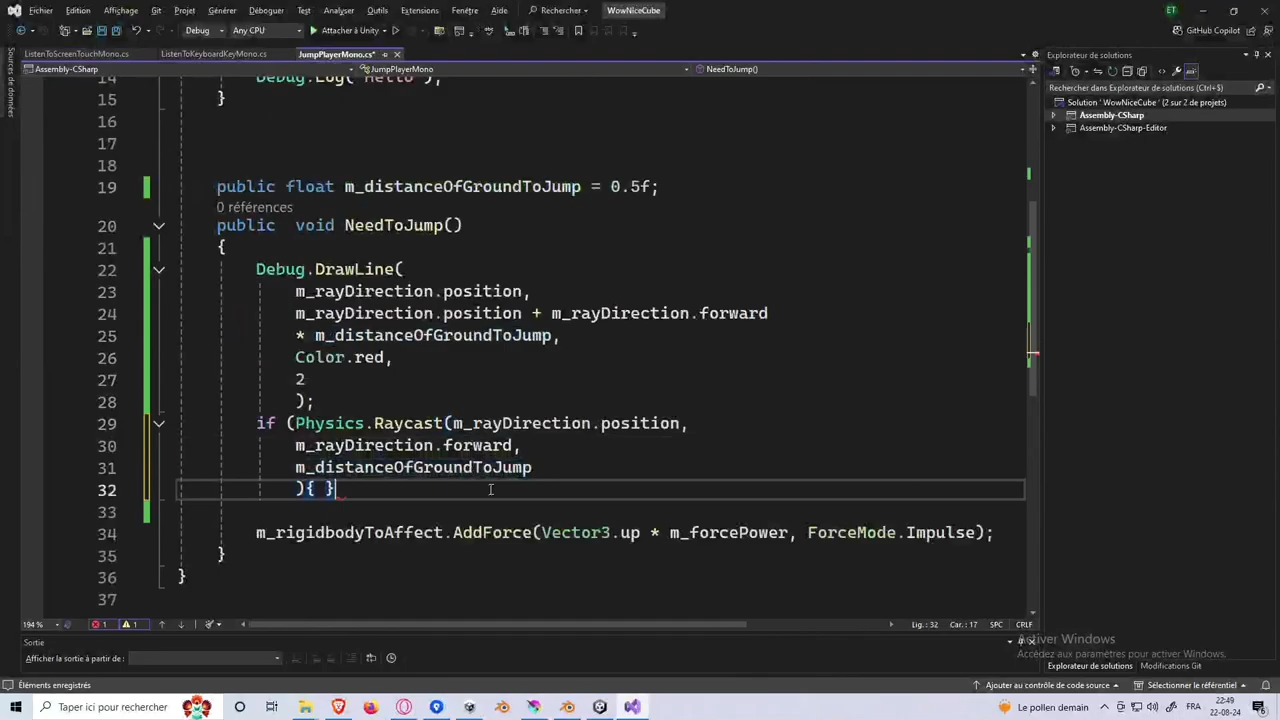 Fichier Edition Affichage Git Projet Générer Déboguer Test Analyser Outils Extensions Fenêtre Aide Rechercher WowNiceCube ET
Debug Any CPU Attacher à Unity GitHub Copilot
ListenToScreenTouchMono.cs ListenToKeyboardKeyMono.cs JumpPlayerMono.cs* Explorateur de solutions
Assembly-CSharp JumpPlayerMono NeedToJump()
Sources de données
Rechercher dans Explorateur de solutions (Ctrl+$)
Solution 'WowNiceCube' (2 sur 2 de projets)
Assembly-CSharp
Assembly-CSharp-Editor
14 Debug.Log("Hello");
15 }
16
17
18
19 public float m_distanceOfGroundToJump = 0.5f;
0 références
20 public void NeedToJump()
21 {
22 Debug.DrawLine(
23 m_rayDirection.position,
24 m_rayDirection.position + m_rayDirection.forward
25 * m_distanceOfGroundToJump,
26 Color.red,
27 2
28 );
29 if (Physics.Raycast(m_rayDirection.position,
30 m_rayDirection.forward,
31 m_distanceOfGroundToJump
32 ){ }
33
34 m_rigidbodyToAffect.AddForce(Vector3.up * m_forcePower, ForceMode.Impulse);
35 }
36 }
37
194 % 1 1 Lig. : 32 Car. : 17 SPC CRLF
Sortie
Afficher la sortie à partir de :
Activer Windows
Accédez aux paramètres pour activer Windows.
Explorateur de solutions Modifications Git
Éléments enregistrés Ajouter au contrôle de code source Sélectionner le référentiel
Taper ici pour rechercher Le pollen demain FRA 22:49
22-08-24